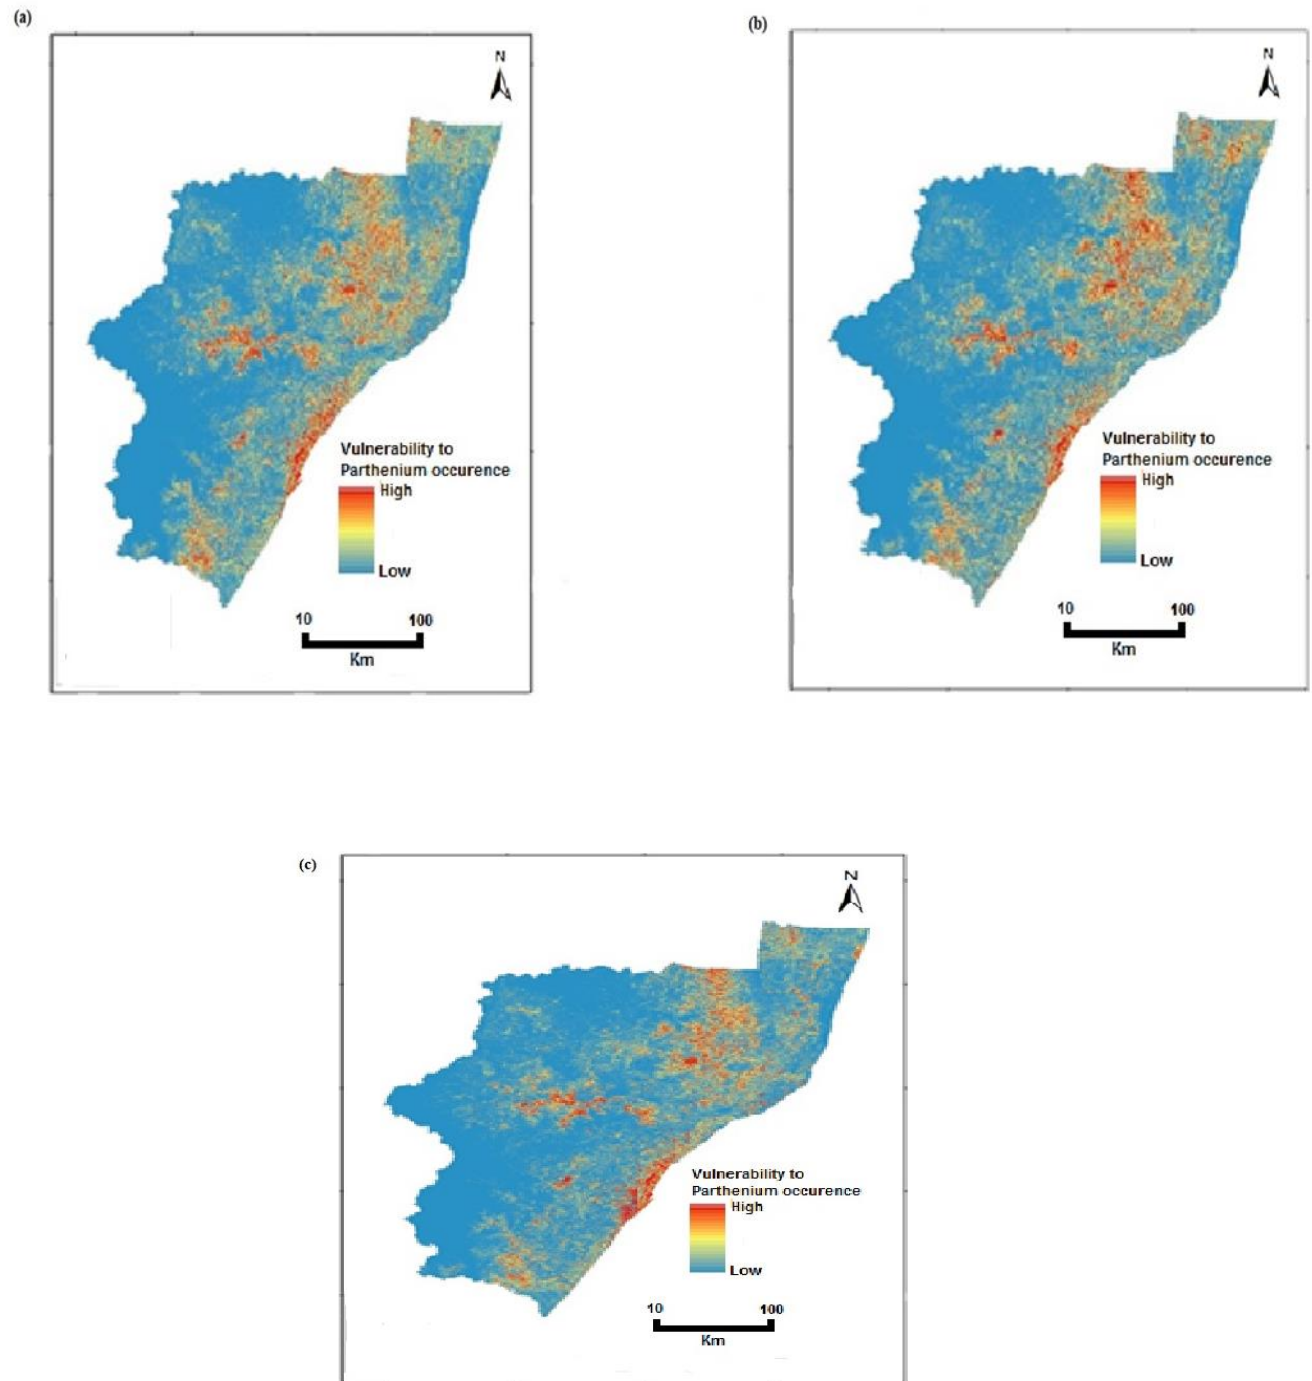 (a)
N
Vulnerability to
Parthenium occurence
High
Low
10 100
Km
(b)
N
Vulnerability to
Parthenium occurence
High
Low
10 100
Km
(c)
N
Vulnerability to
Parthenium occurence
High
Low
10 100
Km